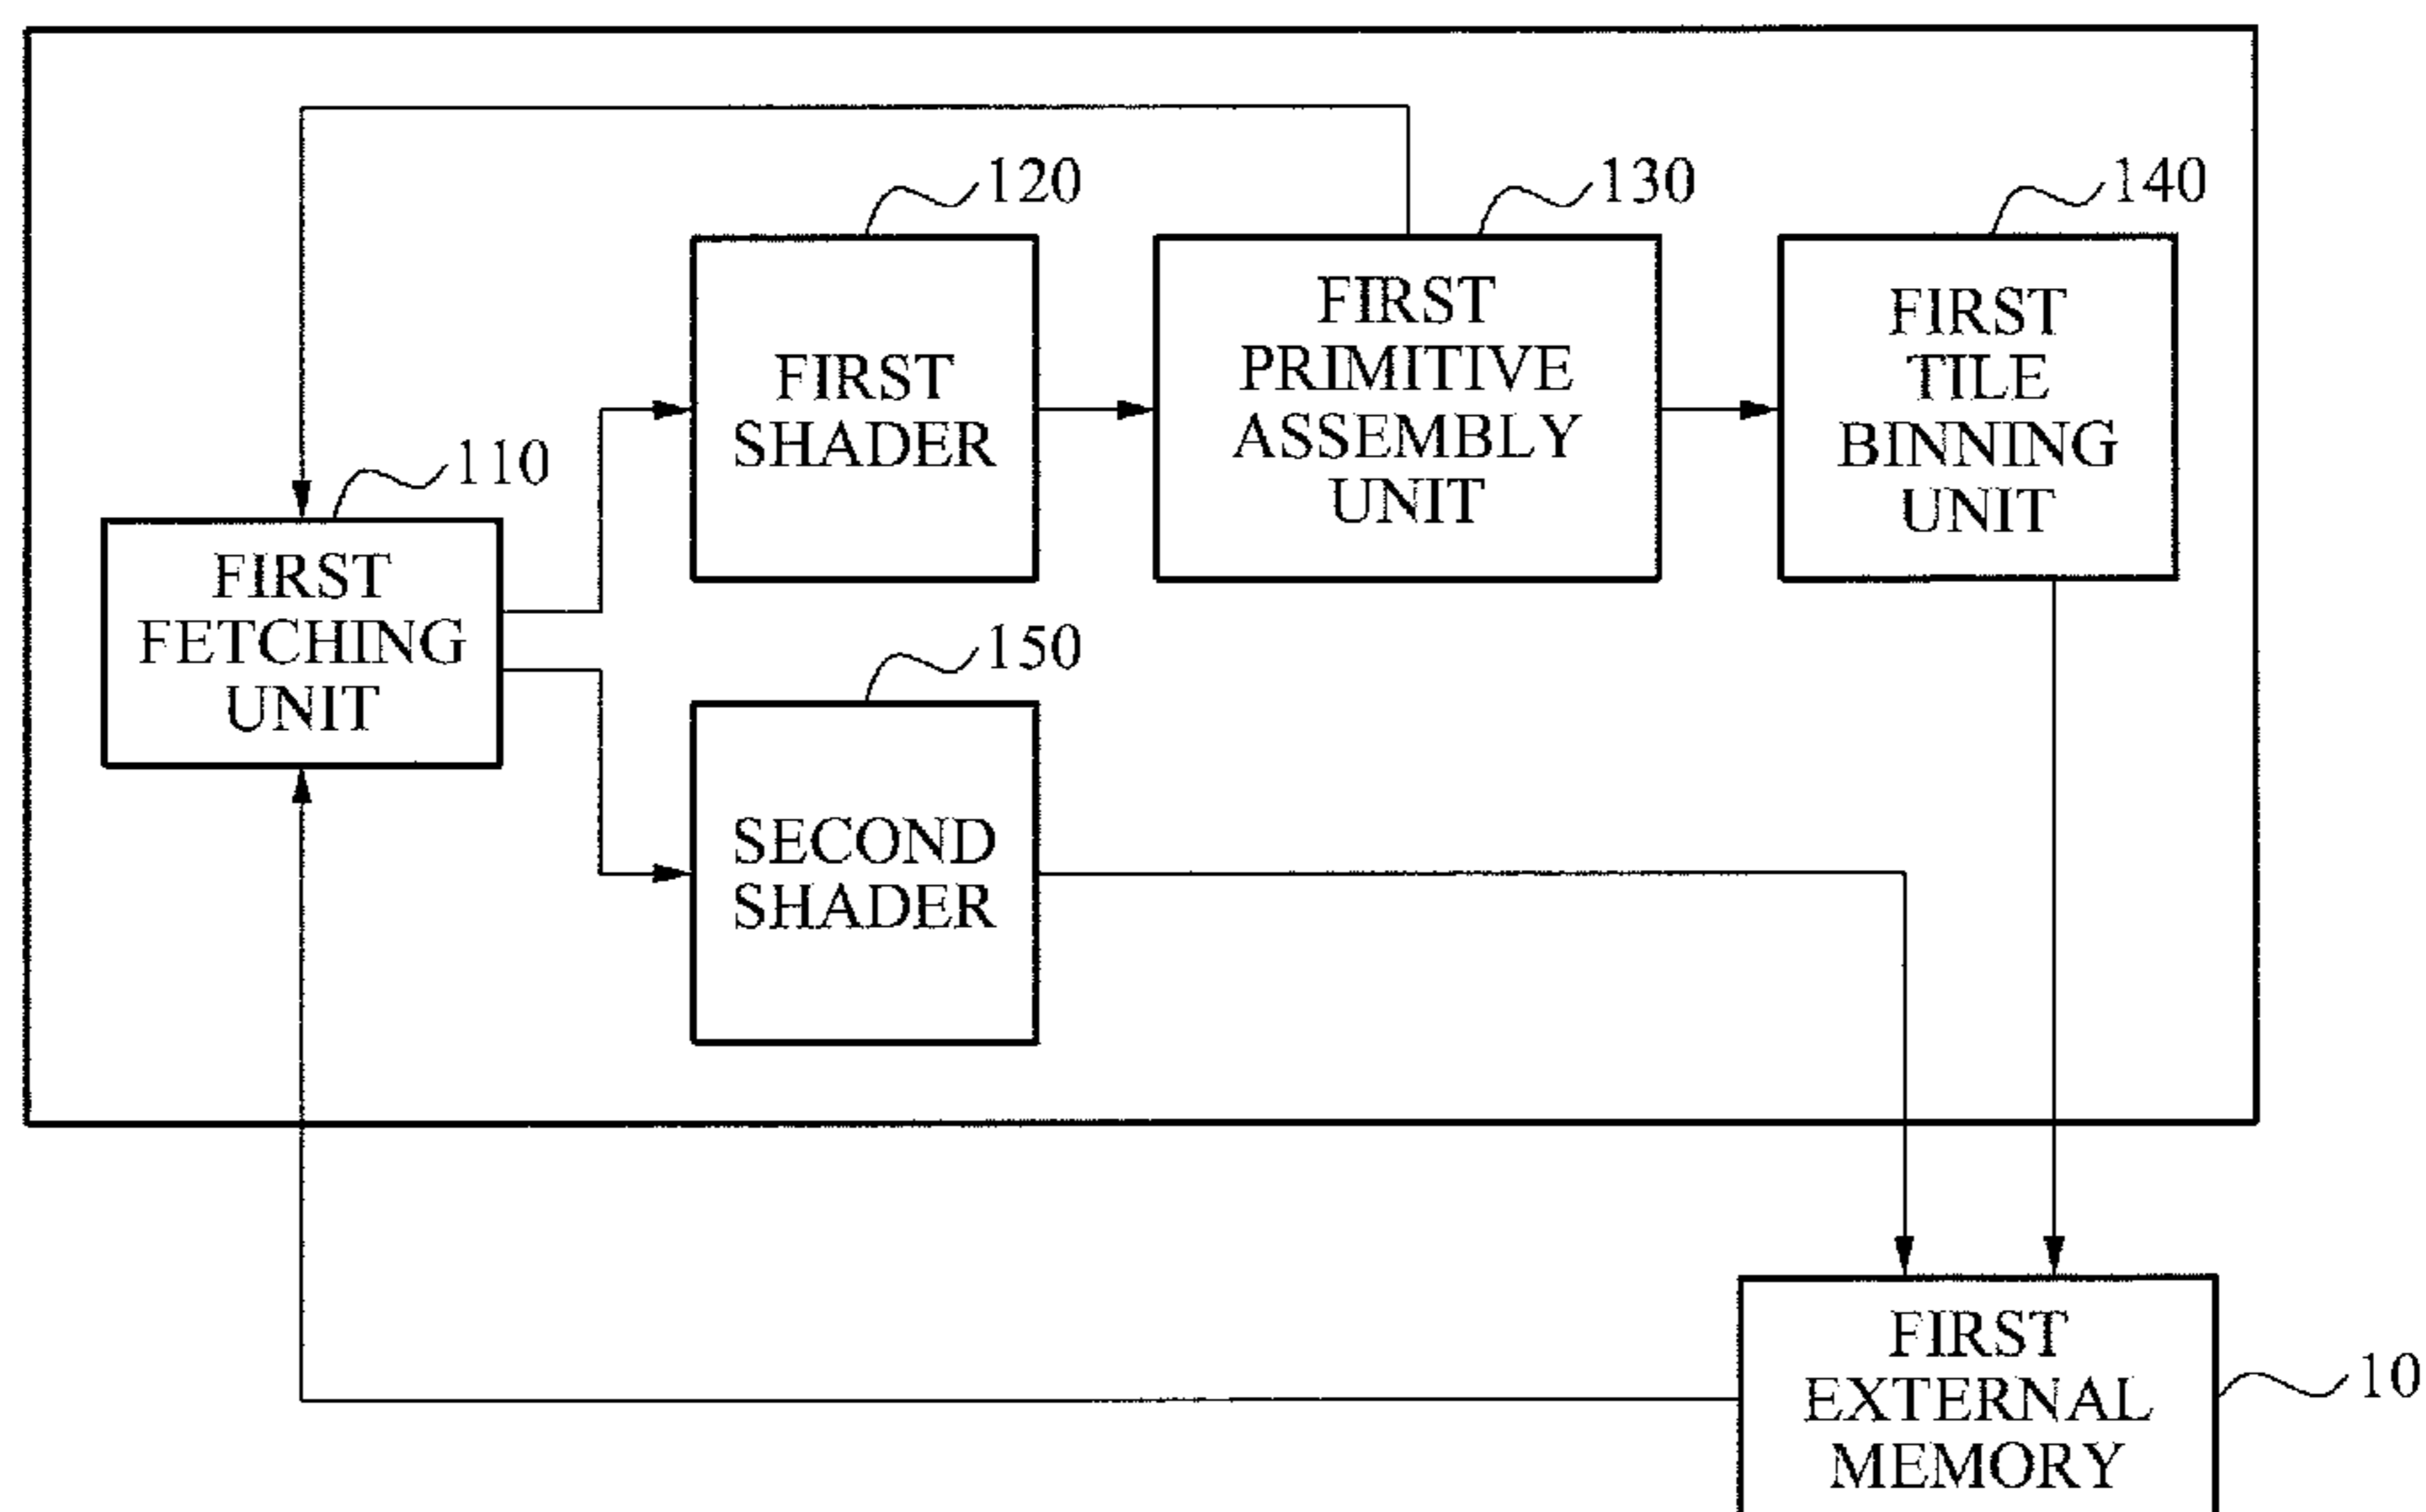 120
FIRST
SHADER
130
FIRST
PRIMITIVE
ASSEMBLY
UNIT
140
FIRST
TILE
BINNING
UNIT
110
FIRST
FETCHING
UNIT
150
SECOND
SHADER
FIRST
EXTERNAL
MEMORY
10